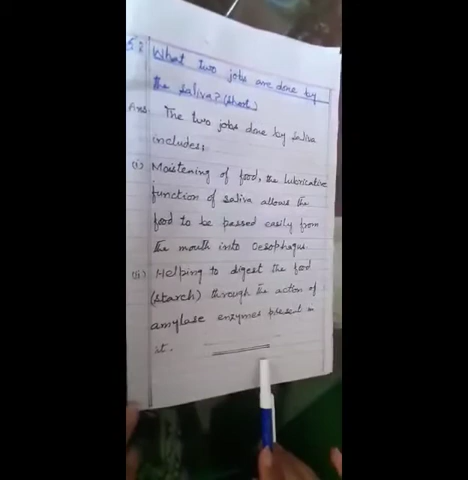 5.8 What two jobs are done by
the saliva? (short)
Ans. The two jobs done by saliva
includes;
(i) Moistening of food, the lubricative
function of saliva allows the
food to be passed easily from
the mouth into Oesophagus.
(ii) Helping to digest the food
(starch) through the action of
amylase enzymes present in
it.